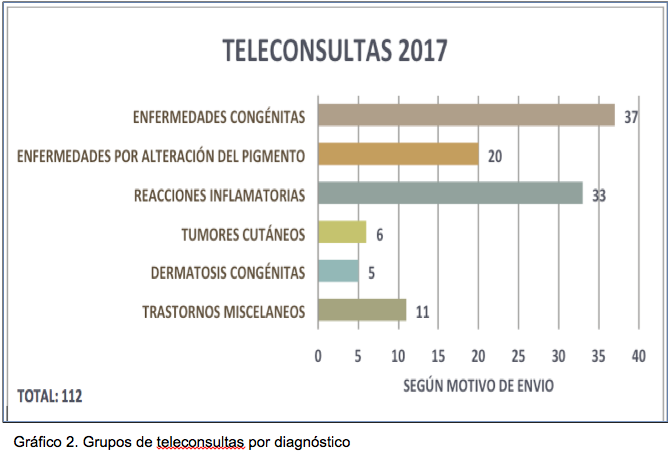 TELECONSULTAS 2017
ENFERMEDADES CONGÉNITAS 37
ENFERMEDADES POR ALTERACIÓN DEL PIGMENTO 20
REACCIONES INFLAMATORIAS 33
TUMORES CUTÁNEOS 6
DERMATOSIS CONGÉNITAS 5
TRASTORNOS MISCELANEOS 11
0 5 10 15 20 25 30 35 40
SEGÚN MOTIVO DE ENVIO
TOTAL: 112
Gráfico 2. Grupos de teleconsultas por diagnóstico